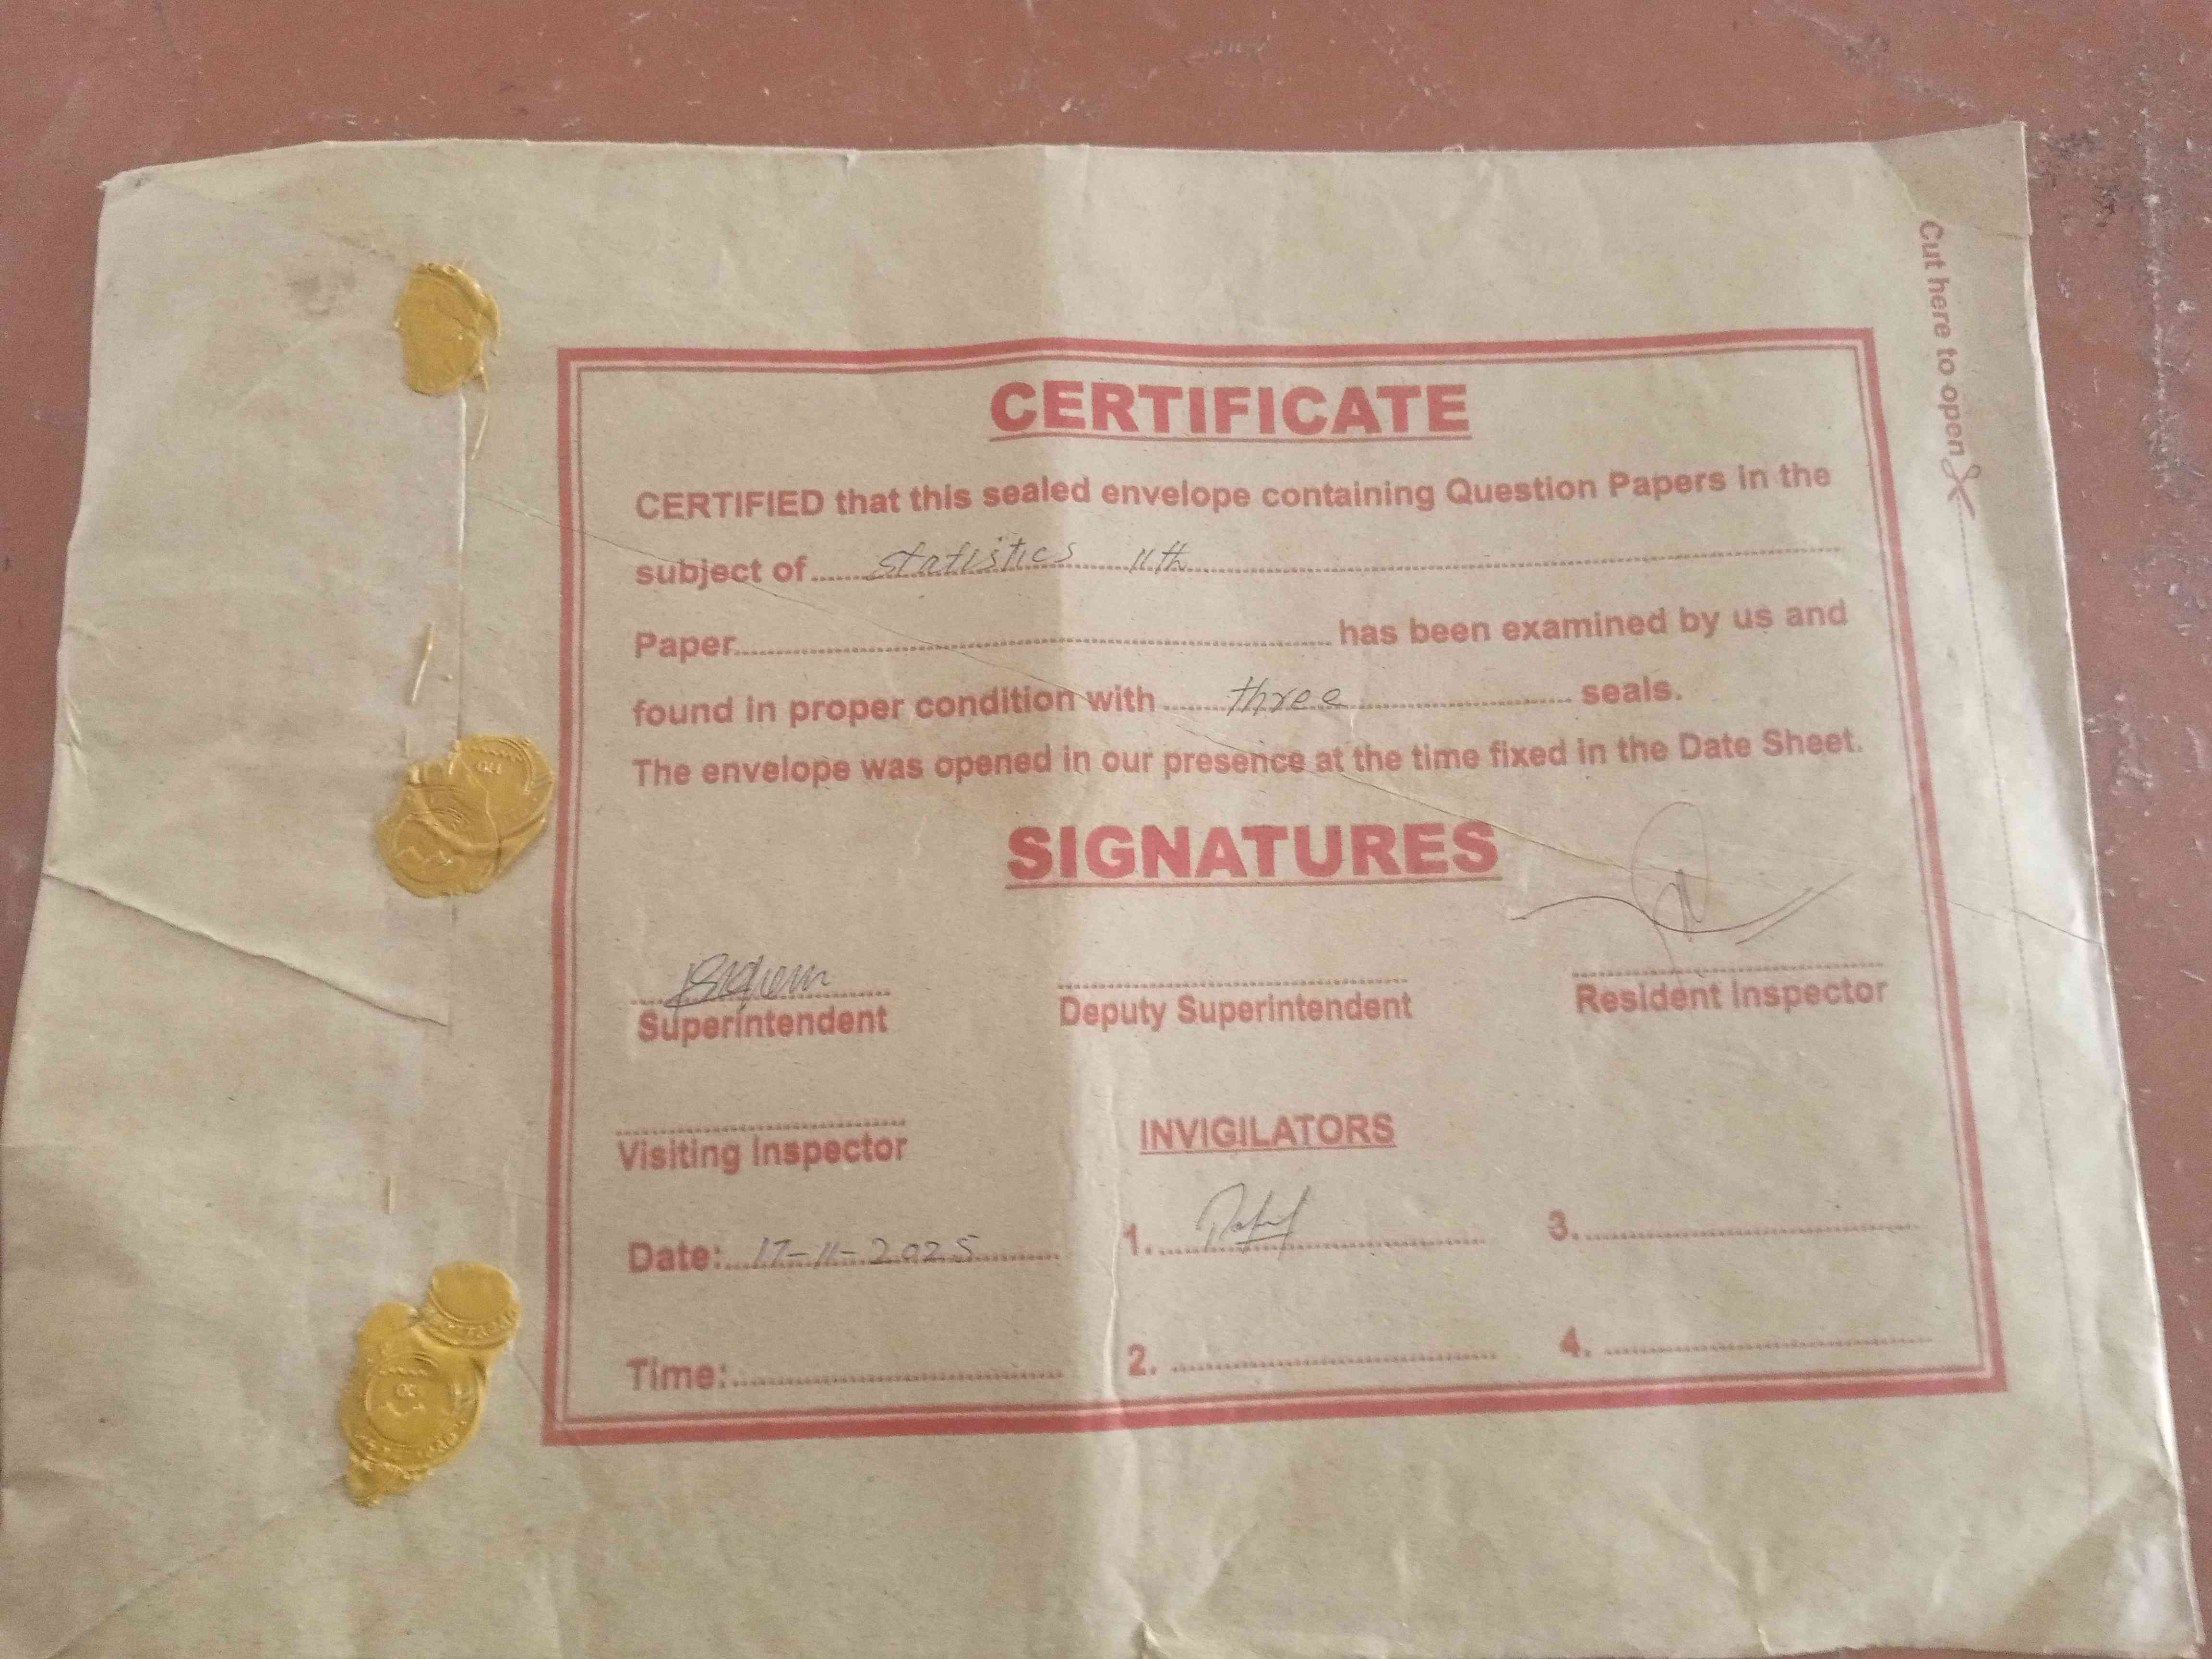 Cut here to open
CERTIFICATE
CERTIFIED that this sealed envelope containing Question Papers in the
subject of statistics 11th
Paper has been examined by us and
found in proper condition with three seals.
The envelope was opened in our presence at the time fixed in the Date Sheet.
SIGNATURES
Superintendent
Deputy Superintendent
Resident Inspector
Visiting Inspector
INVIGILATORS
Date: 17-11-2025
1.
3.
Time:
2.
4.